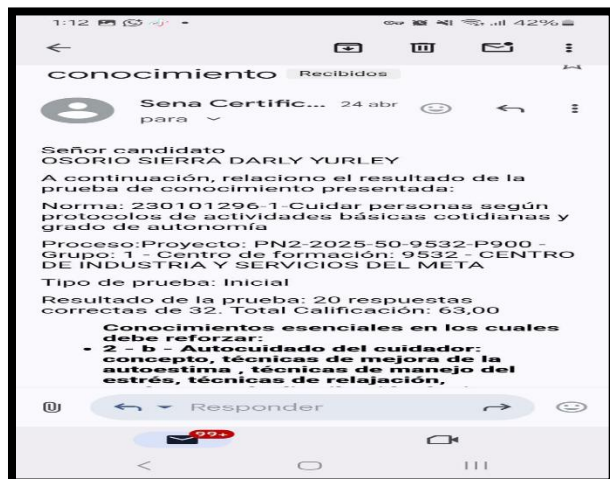 1:12 42%
conocimiento Recibidos
Sena Certific... 24 abr
para
Señor candidato
OSORIO SIERRA DARLY YURLEY
A continuación, relaciono el resultado de la
prueba de conocimiento presentada:
Norma: 230101296-1-Cuidar personas según
protocolos de actividades básicas cotidianas y
grado de autonomía
Proceso:Proyecto: PN2-2025-50-9532-P900 -
Grupo: 1 - Centro de formación: 9532 - CENTRO
DE INDUSTRIA Y SERVICIOS DEL META
Tipo de prueba: Inicial
Resultado de la prueba: 20 respuestas
correctas de 32. Total Calificación: 63,00
Conocimientos esenciales en los cuales
debe reforzar:
• 2 - b - Autocuidado del cuidador:
concepto, técnicas de mejora de la
autoestima , técnicas de manejo del
estrés, técnicas de relajación,
Responder
99+